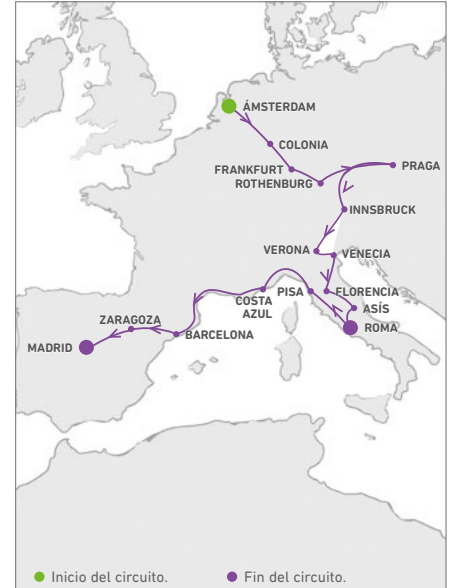 ÁMSTERDAM
COLONIA
PRAGA
FRANKFURT
ROTHENBURG
INNSBRUCK
VERONA
VENECIA
PISA
FLORENCIA
COSTA
AZUL
ASÍS
ZARAGOZA
ROMA
BARCELONA
MADRID
Inicio del circuito.
Fin del circuito.